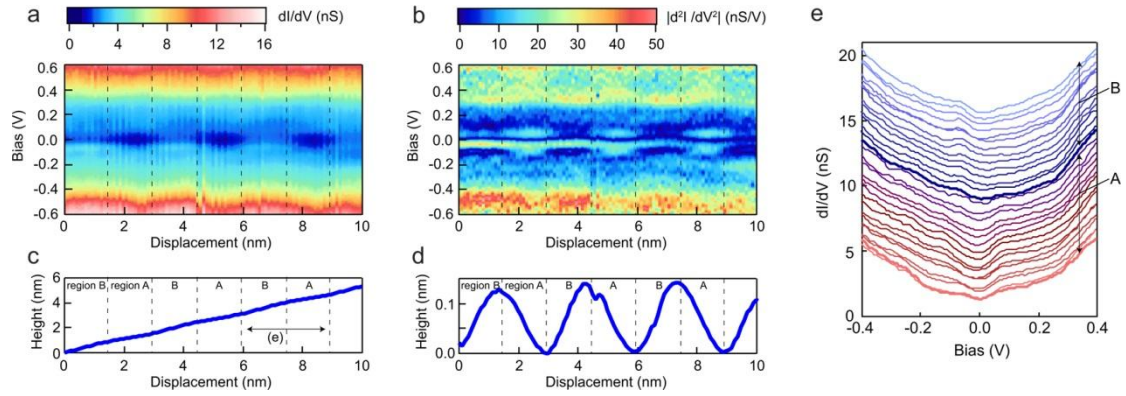 a
dI/dV (nS)
0 4 8 12 16
Bias (V)
0.6
0.4
0.2
0.0
-0.2
-0.4
-0.6
0 2 4 6 8 10
Displacement (nm)
b
|d²I /dV²| (nS/V)
0 10 20 30 40 50
Bias (V)
0.6
0.4
0.2
0.0
-0.2
-0.4
-0.6
0 2 4 6 8 10
Displacement (nm)
c
Height (nm)
6
4
2
0
region B region A B A B A
(e)
0 2 4 6 8 10
Displacement (nm)
d
Height (nm)
0.1
0.0
region B region A B A B A
0 2 4 6 8 10
Displacement (nm)
e
dI/dV (nS)
20
15
10
5
0
B
A
-0.4 -0.2 0.0 0.2 0.4
Bias (V)